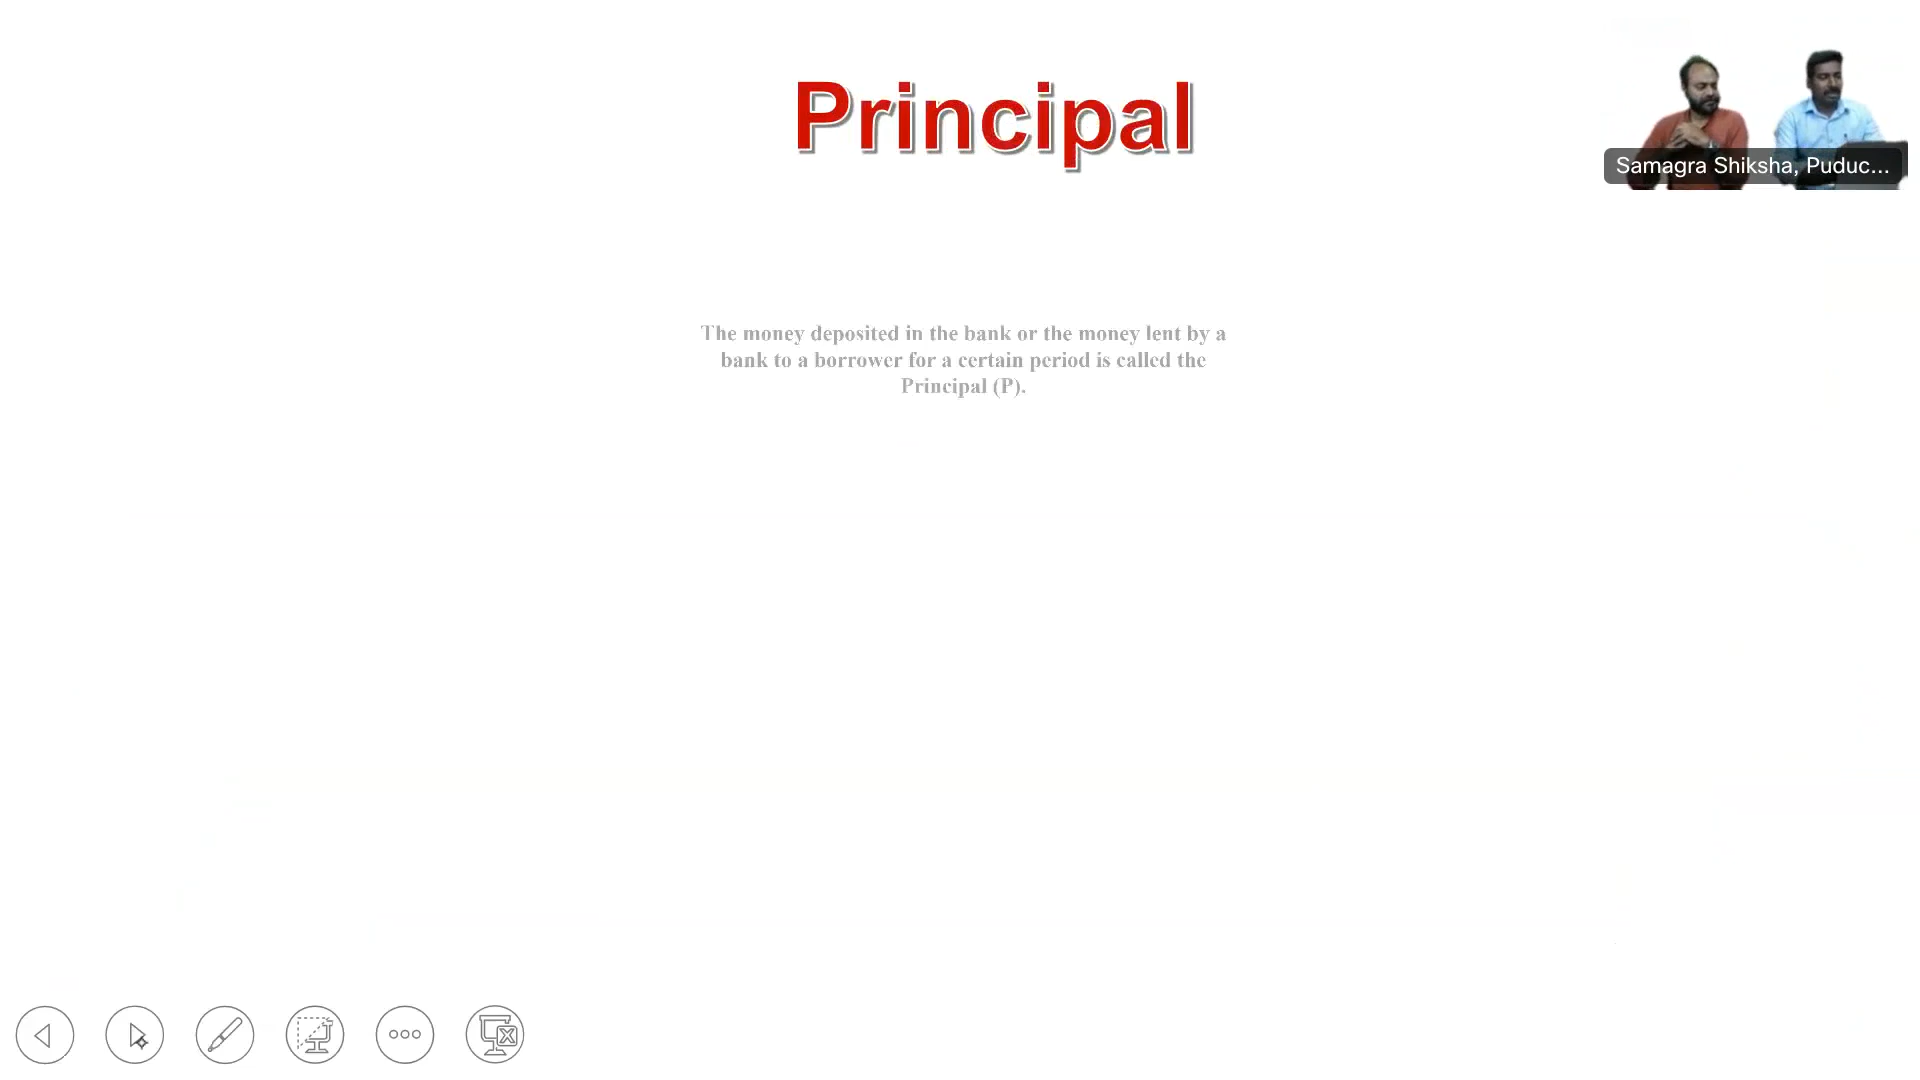 Principal
Samagra Shiksha, Puduc...
The money deposited in the bank or the money lent by a
bank to a borrower for a certain period is called the
Principal (P).